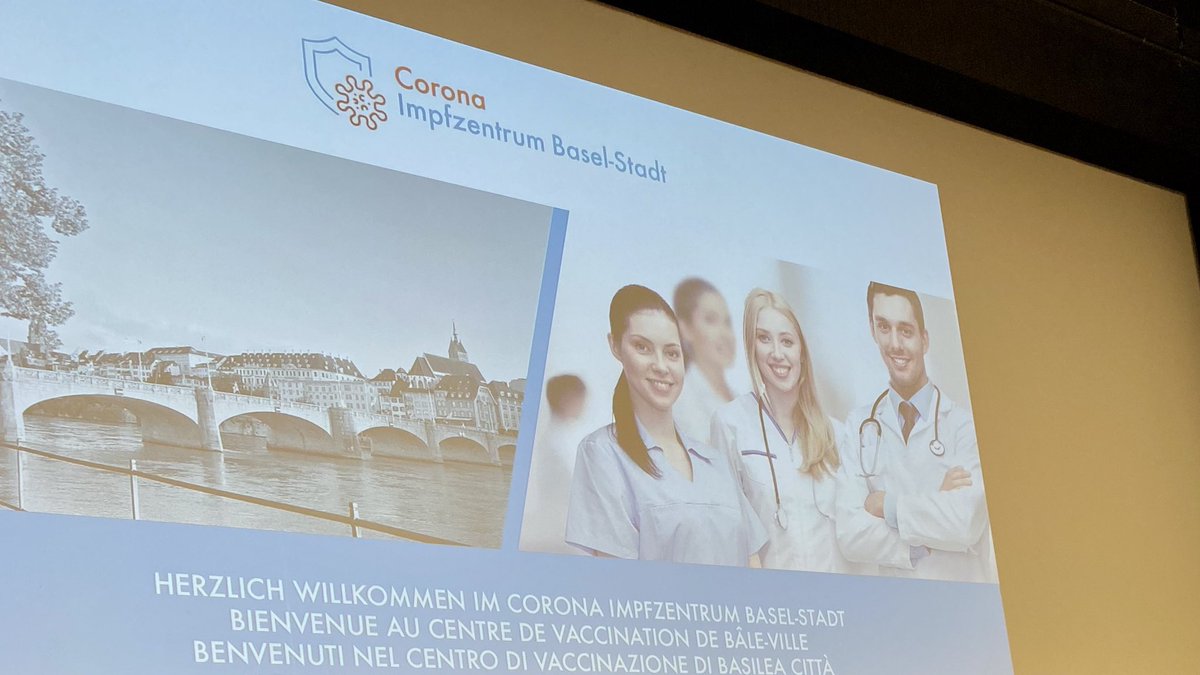 Corona
Impfzentrum Basel-Stadt
HERZLICH WILLKOMMEN IM CORONA IMPFZENTRUM BASEL-STADT
BIENVENUE AU CENTRE DE VACCINATION DE BÂLE-VILLE
BENVENUTI NEL CENTRO DI VACCINAZIONE DI BASILEA CITTÀ